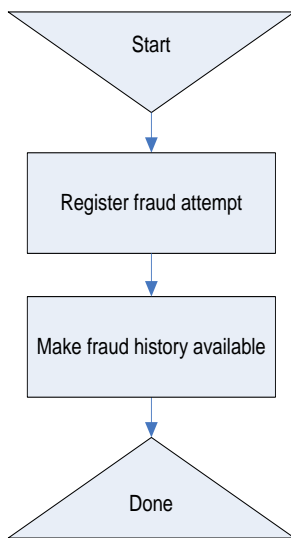 Start
Register fraud attempt
Make fraud history available
Done